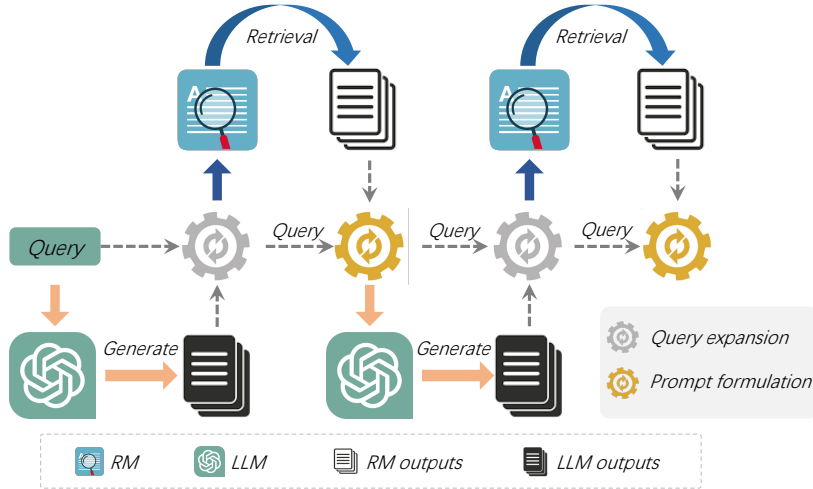 Retrieval
Retrieval
A
A
Query
Query
Query
Query
Generate
Generate
Query expansion
Prompt formulation
RM
LLM
RM outputs
LLM outputs